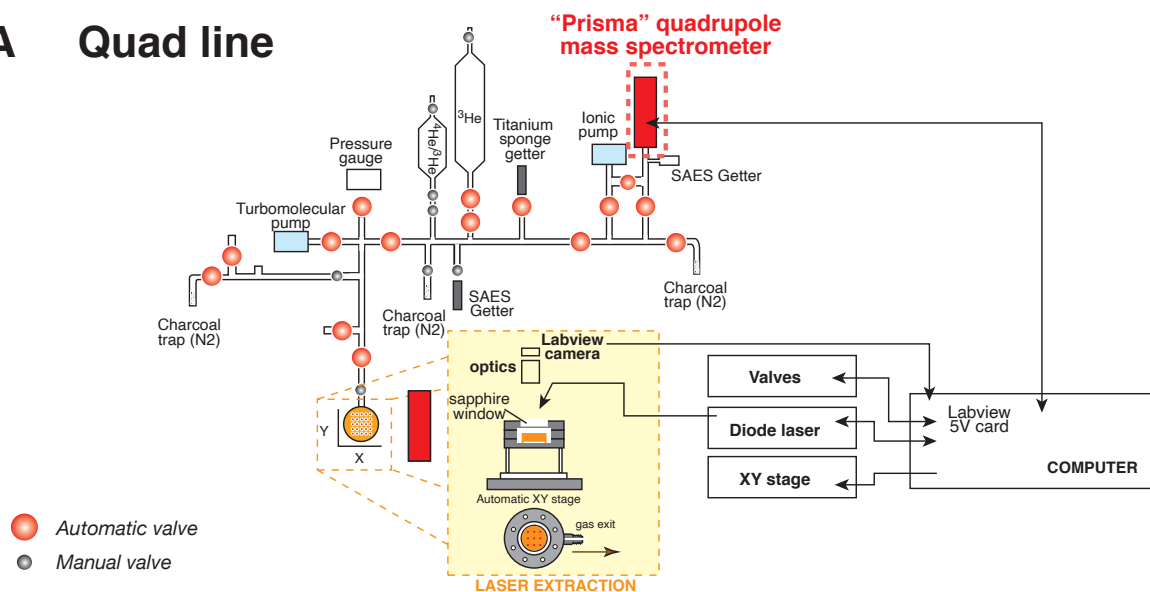 A Quad line
“Prisma” quadrupole
mass spectrometer
3He
4He/3He
Titanium
sponge
getter
Ionic
pump
Pressure
gauge
SAES Getter
Turbomolecular
pump
Charcoal
trap (N2)
Charcoal
trap (N2)
SAES
Getter
Charcoal
trap (N2)
Labview
camera
optics
sapphire
window
Y
X
Automatic XY stage
gas exit
LASER EXTRACTION
Valves
Diode laser
XY stage
Labview
5V card
COMPUTER
Automatic valve
Manual valve